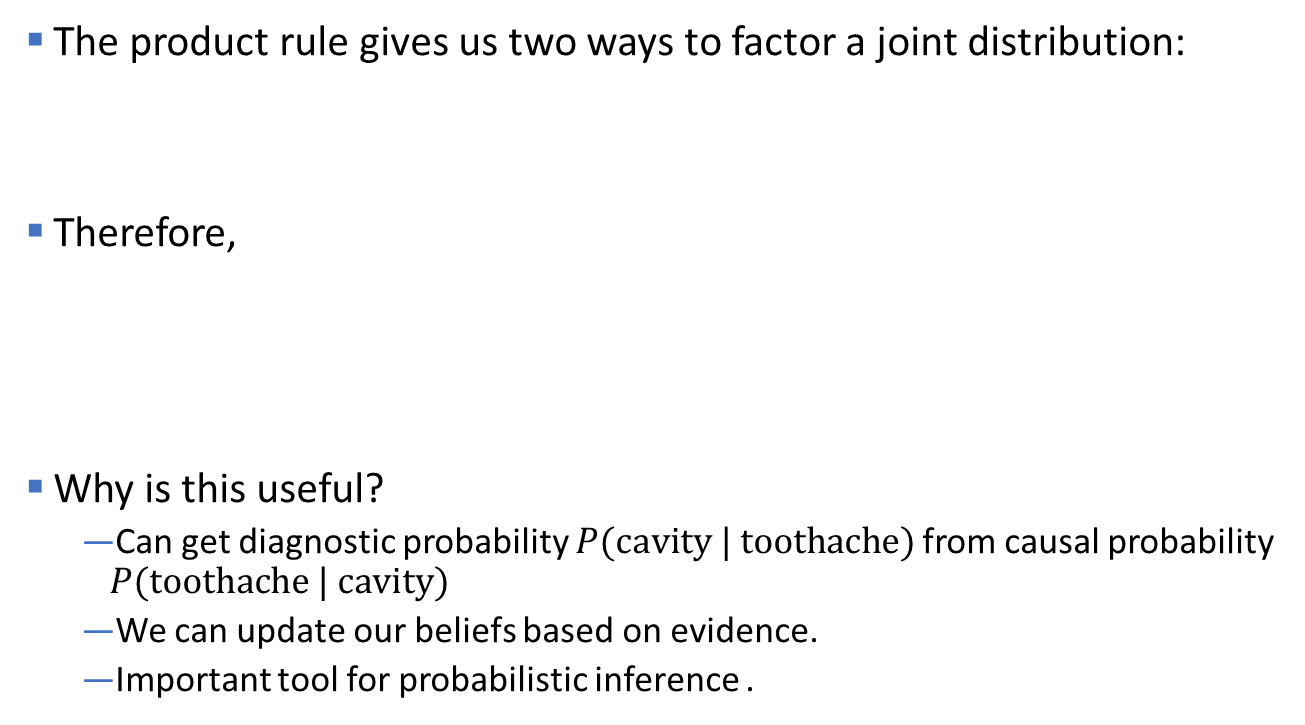 ▪ The product rule gives us two ways to factor a joint distribution:
▪ Therefore,
▪ Why is this useful?
—Can get diagnostic probability P(cavity | toothache) from causal probability
P(toothache | cavity)
—We can update our beliefs based on evidence.
—Important tool for probabilistic inference .